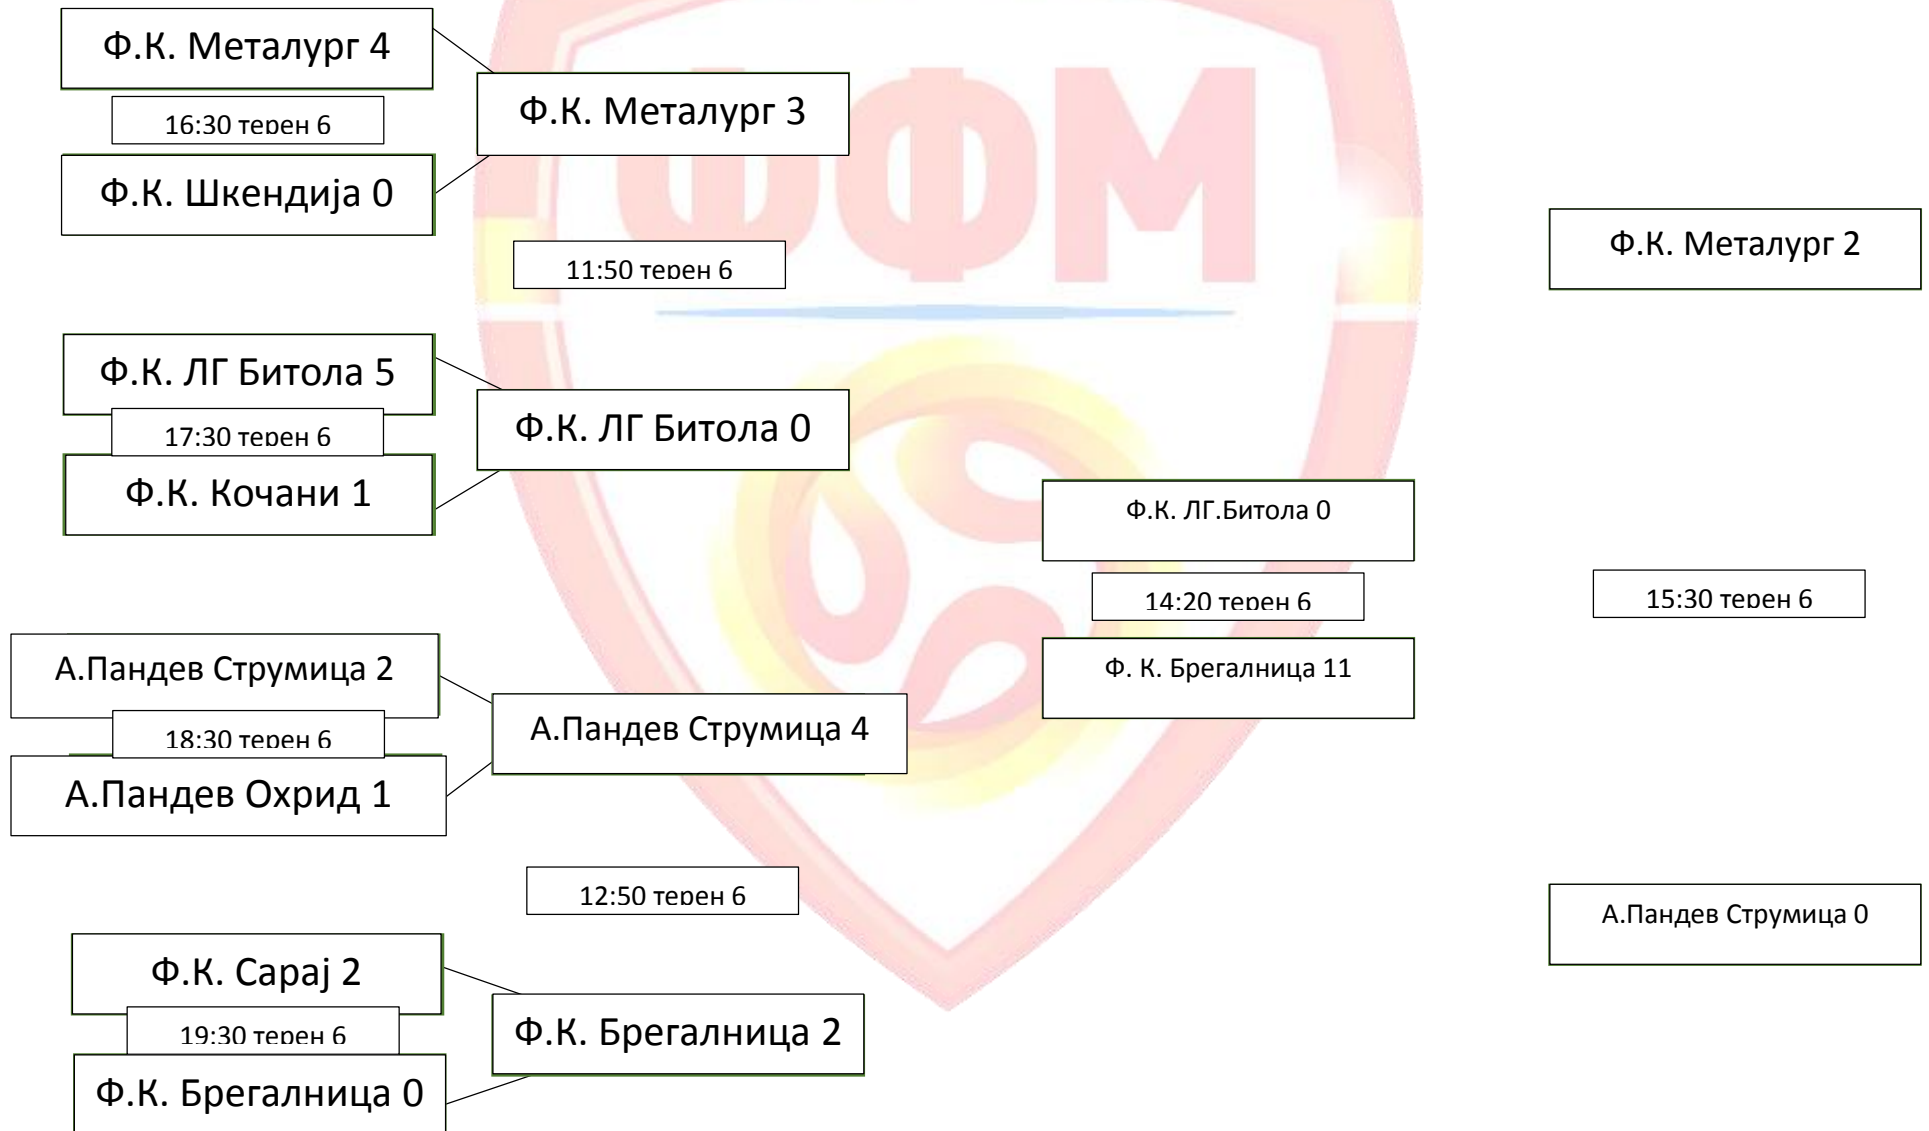 Ф.К. Металург 4
16:30 терен 6
Ф.К. Шкендија 0
Ф.К. Металург 3
11:50 терен 6
Ф.К. ЛГ Битола 5
17:30 терен 6
Ф.К. Кочани 1
Ф.К. ЛГ Битола 0
А.Пандев Струмица 2
18:30 терен 6
А.Пандев Охрид 1
А.Пандев Струмица 4
12:50 терен 6
Ф.К. Сарај 2
19:30 терен 6
Ф.К. Брегалница 0
Ф.К. Брегалница 2
ФФМ
Ф.К. ЛГ.Битола 0
14:20 терен 6
Ф. К. Брегалница 11
Ф.К. Металург 2
15:30 терен 6
А.Пандев Струмица 0